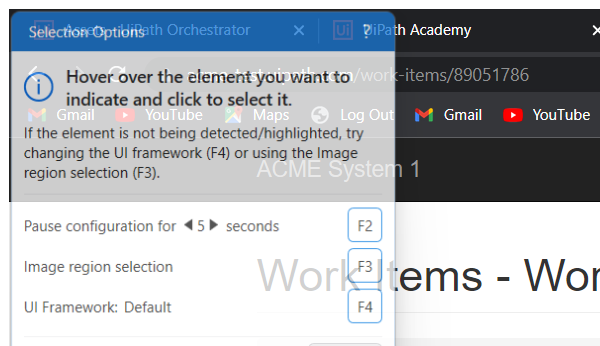 Selection Options
?
Assets - UiPath Orchestrator
UiPath Academy
Hover over the element you want to
indicate and click to select it.
/work-items/89051786
Gmail YouTube Maps Log Out Gmail YouTube
If the element is not being detected/highlighted, try
changing the UI framework (F4) or using the Image
region selection (F3).
ACME System 1
Pause configuration for 5 seconds F2
Image region selection F3
Work Items - Wor
UI Framework: Default F4